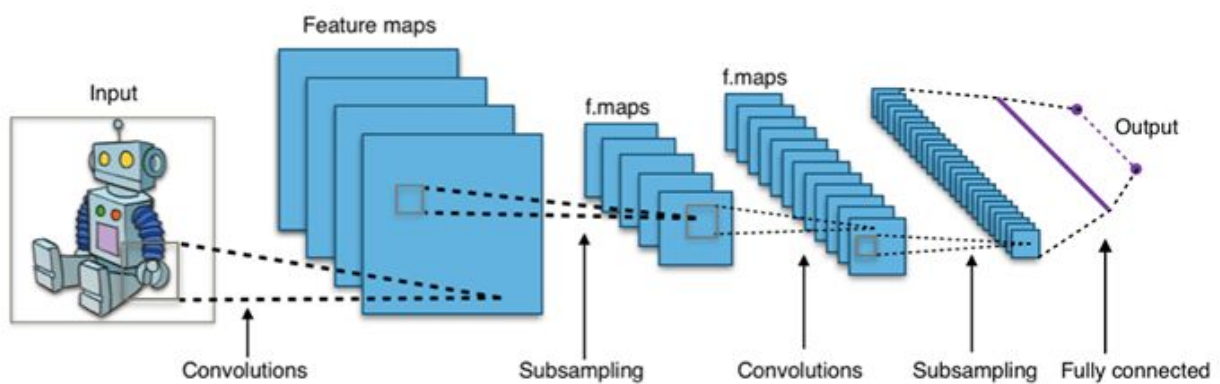 Feature maps
f.maps
Input
f.maps
Output
Convolutions
Subsampling
Convolutions
Subsampling
Fully connected